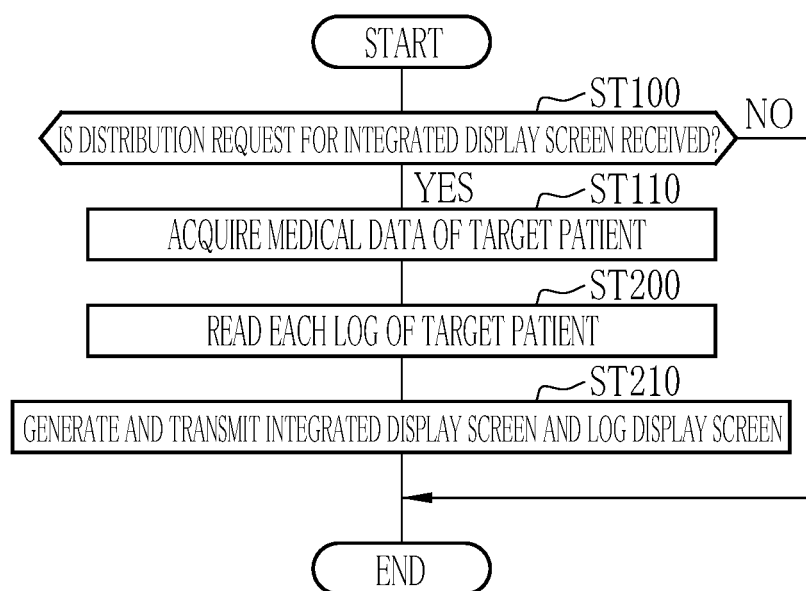 START
ST100
IS DISTRIBUTION REQUEST FOR INTEGRATED DISPLAY SCREEN RECEIVED?
NO
YES
ST110
ACQUIRE MEDICAL DATA OF TARGET PATIENT
ST200
READ EACH LOG OF TARGET PATIENT
ST210
GENERATE AND TRANSMIT INTEGRATED DISPLAY SCREEN AND LOG DISPLAY SCREEN
END